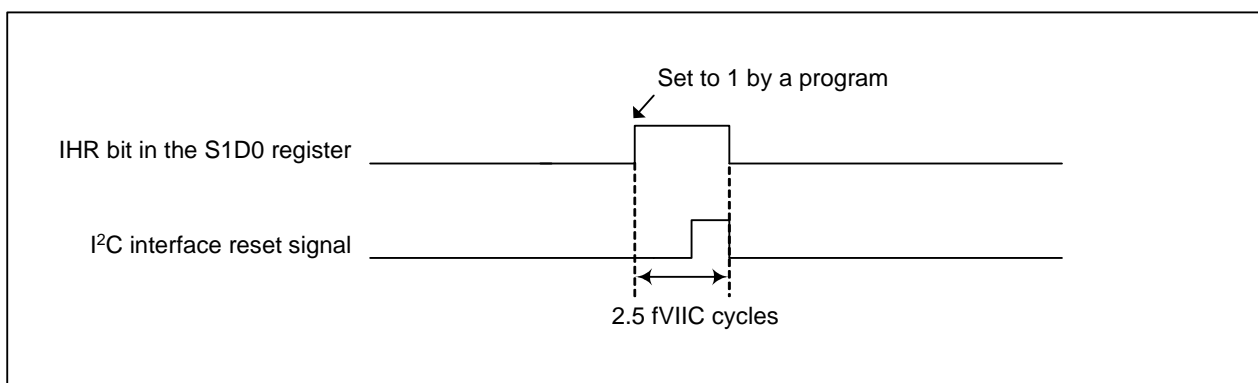 Set to 1 by a program
IHR bit in the S1D0 register
I²C interface reset signal
2.5 fVIIC cycles